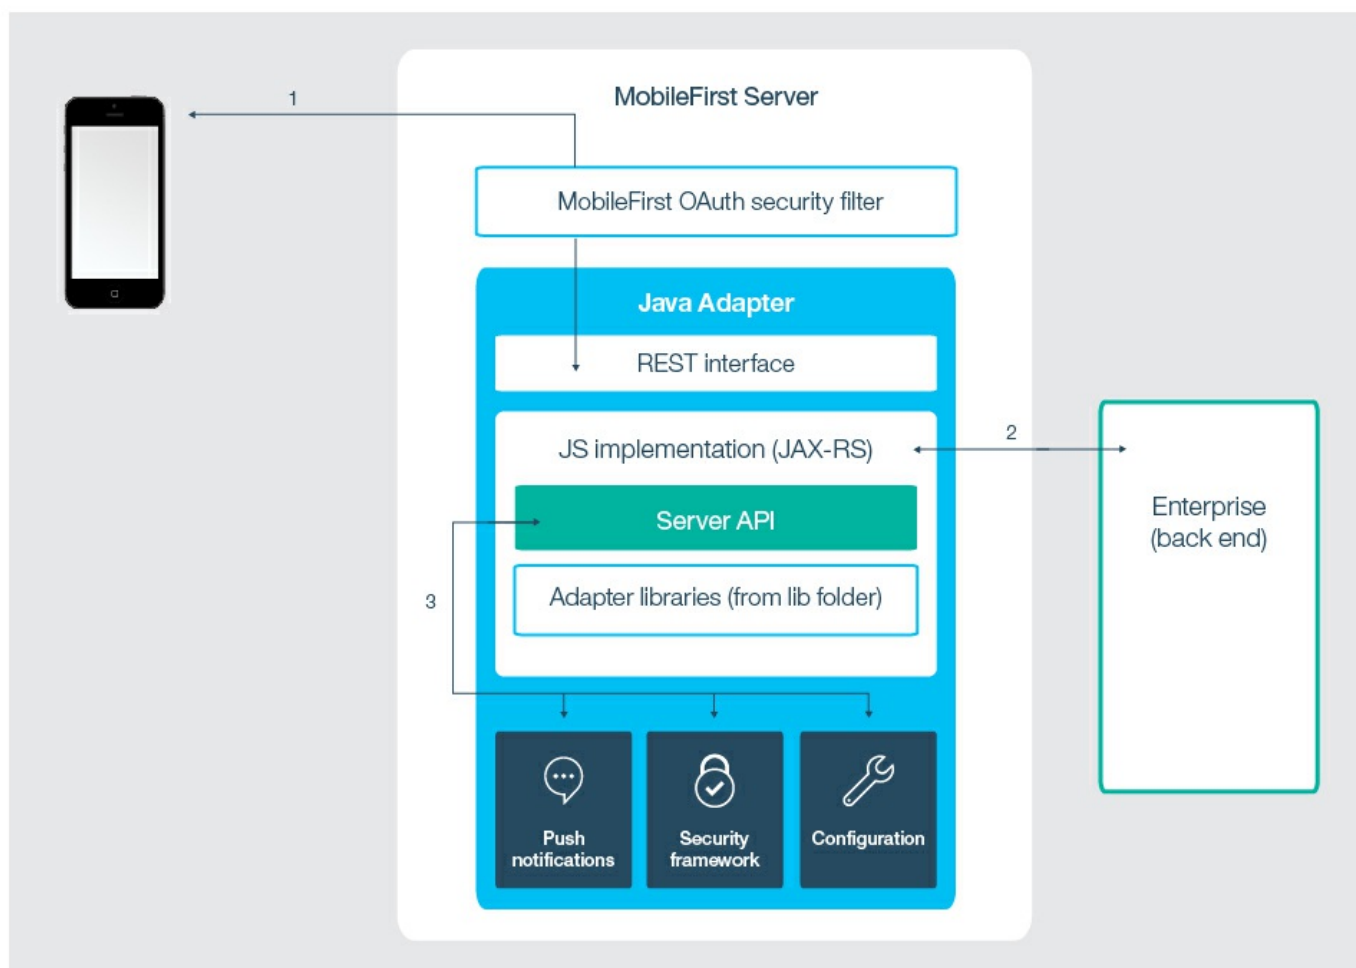 1
MobileFirst Server
MobileFirst OAuth security filter
Java Adapter
REST interface
JS implementation (JAX-RS)
2
Server API
Enterprise
(back end)
Adapter libraries (from lib folder)
3
Push
notifications
Security
framework
Configuration